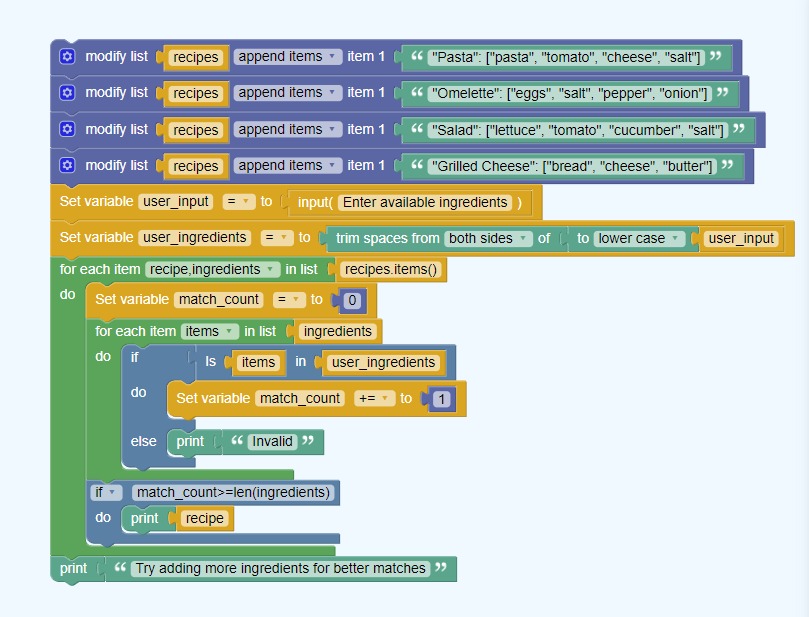 modify list recipes append items item 1 “ "Pasta": ["pasta", "tomato", "cheese", "salt"] ”
modify list recipes append items item 1 “ "Omelette": ["eggs", "salt", "pepper", "onion"] ”
modify list recipes append items item 1 “ "Salad": ["lettuce", "tomato", "cucumber", "salt"] ”
modify list recipes append items item 1 “ "Grilled Cheese": ["bread", "cheese", "butter"] ”
Set variable user_input = to input( Enter available ingredients )
Set variable user_ingredients = to trim spaces from both sides of to lower case user_input
for each item recipe,ingredients in list recipes.items()
do Set variable match_count = to 0
for each item items in list ingredients
do if Is items in user_ingredients
do Set variable match_count += to 1
else print “ Invalid ”
if match_count>=len(ingredients)
do print recipe
print “ Try adding more ingredients for better matches ”